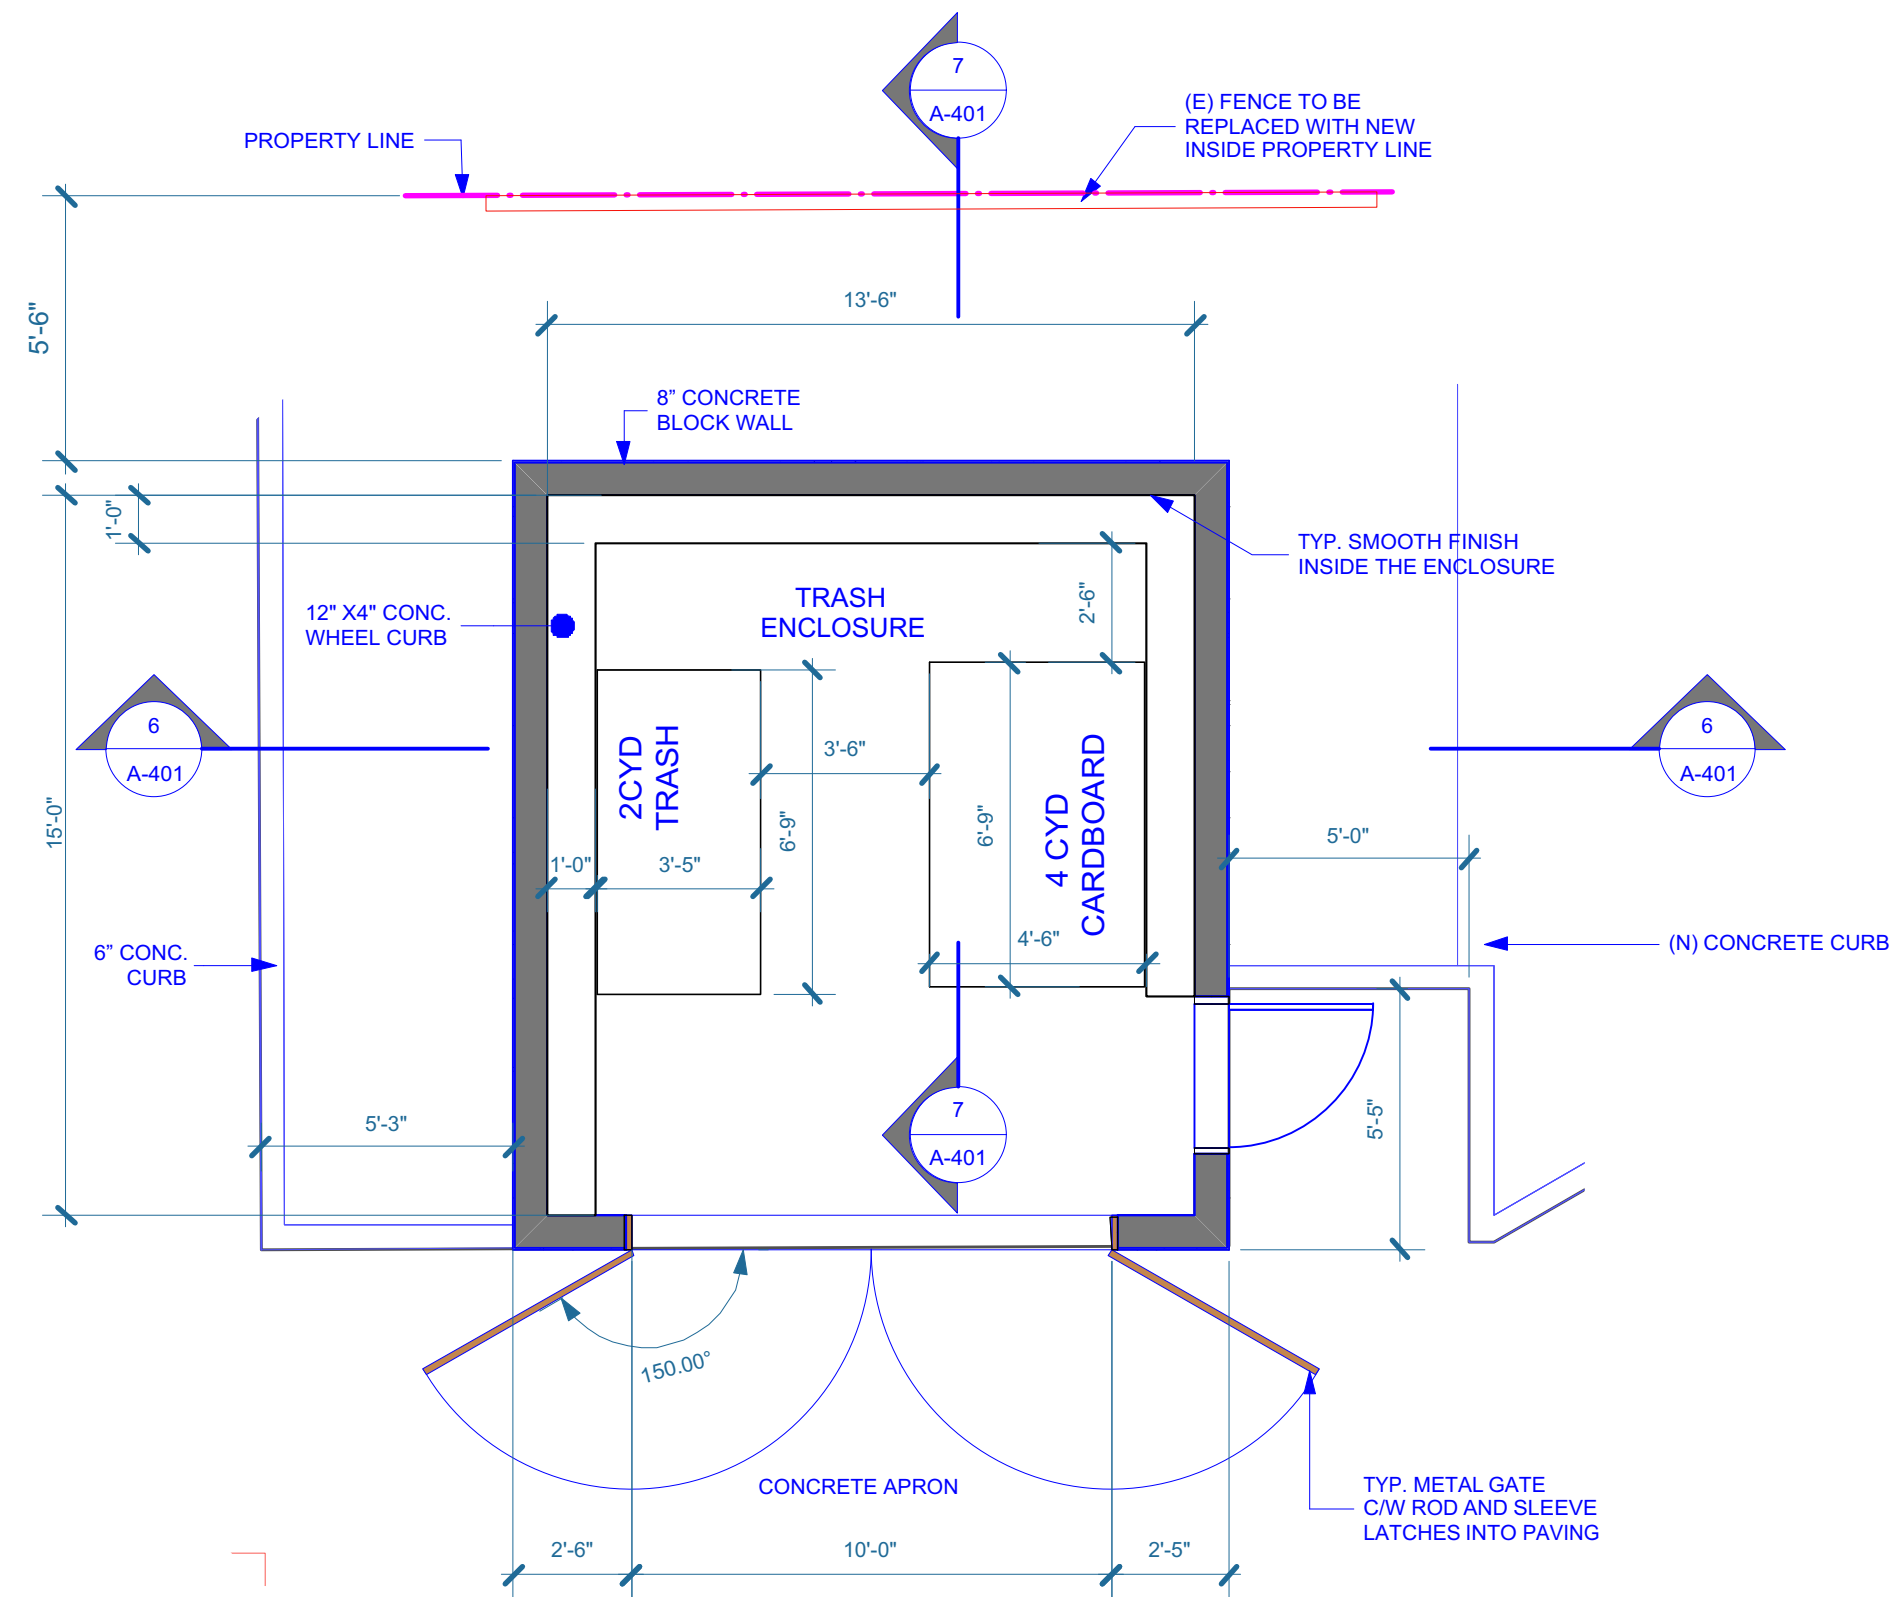 7
A-401
(E) FENCE TO BE
REPLACED WITH NEW
INSIDE PROPERTY LINE
PROPERTY LINE
13'-6"
5'-6"
8” CONCRETE
BLOCK WALL
1'-0"
TYP. SMOOTH FINISH
INSIDE THE ENCLOSURE
TRASH
ENCLOSURE
2'-6"
12" X4" CONC.
WHEEL CURB
6
A-401
6
A-401
2CYD
TRASH
3'-6"
4 CYD
CARDBOARD
15'-0"
6'-9"
6'-9"
5'-0"
1'-0"
3'-5"
4'-6"
6” CONC.
CURB
(N) CONCRETE CURB
5'-3"
7
A-401
5'-5"
150.00°
CONCRETE APRON
TYP. METAL GATE
C/W ROD AND SLEEVE
LATCHES INTO PAVING
2'-6"
10'-0"
2'-5"